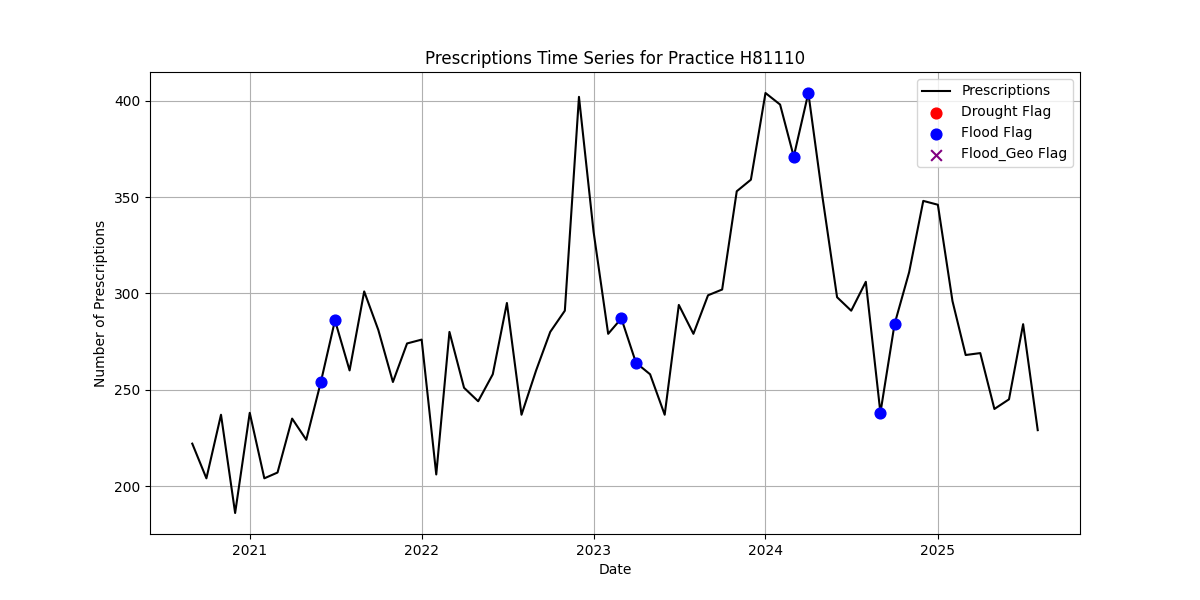 Prescriptions Time Series for Practice H81110
Number of Prescriptions
400
350
300
250
200
Prescriptions
Drought Flag
Flood Flag
Flood_Geo Flag
2021 2022 2023 2024 2025
Date